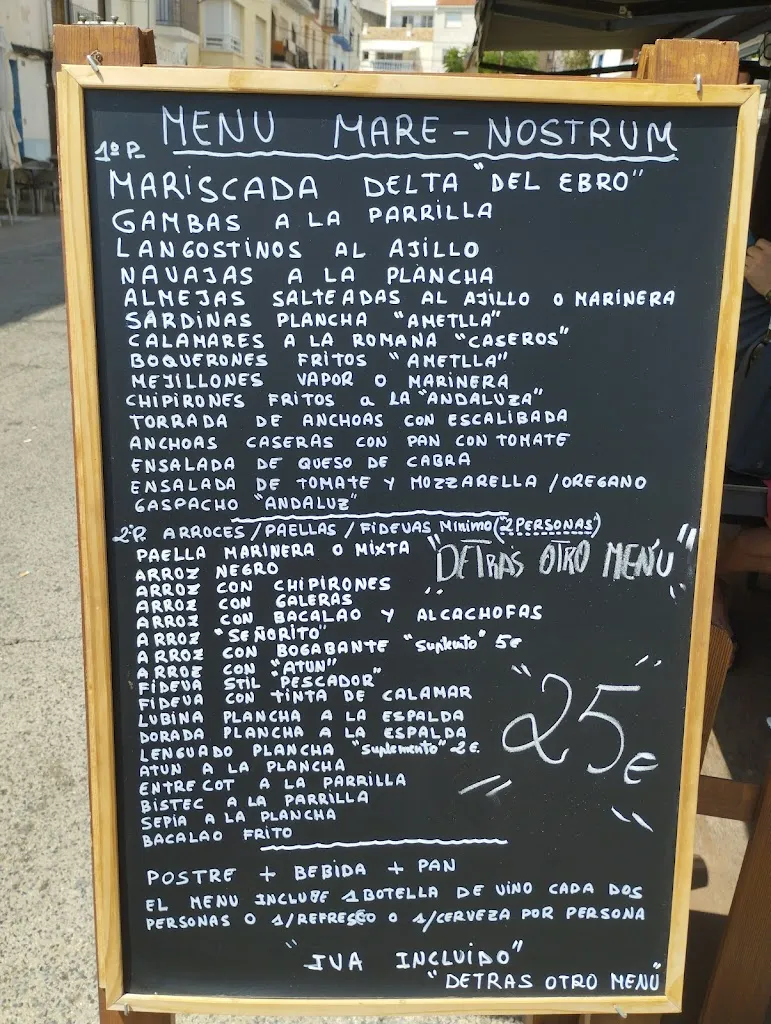 MENU MARE-NOSTRUM
1º P.
MARISCADA DELTA "DEL EBRO"
GAMBAS A LA PARRILLA
LANGOSTINOS AL AJILLO
NAVAJAS A LA PLANCHA
ALMEJAS SALTEADAS AL AJILLO O MARINERA
SARDINAS PLANCHA "AMETLLA"
CALAMARES A LA ROMANA "CASEROS"
BOQUERONES FRITOS "AMETLLA"
MEJILLONES VAPOR O MARINERA
CHIPIRONES FRITOS a LA "ANDALUZA"
TORRADA DE ANCHOAS CON ESCALIBADA
ANCHOAS CASERAS CON PAN CON TOMATE
ENSALADA DE QUESO DE CABRA
ENSALADA DE TOMATE Y MOZZARELLA /OREGANO
GASPACHO "ANDALUZ"
2º P. ARROCES/PAELLAS/FIDEVAS Minimo (2 PERSONAS)
PAELLA MARINERA O MIXTA
"DETRAS OTRO MENÚ"
ARROZ NEGRO
ARROZ CON CHIPIRONES
ARROZ CON GALERAS
ARROZ CON BACALAO Y ALCACHOFAS
ARROZ "SEÑORITO"
ARROZ CON BOGABANTE "Suplemento" 5€
ARROZ CON "ATUN"
FIDEVA STIL "PESCADOR"
FIDEVA CON TINTA DE CALAMAR
LUBINA PLANCHA A LA ESPALDA
DORADA PLANCHA A LA ESPALDA
LENGUADO PLANCHA "Suplemento" 2€.
ATUN A LA PLANCHA
ENTRECOT A LA PARRILLA
BISTEC A LA PARRILLA
SEPIA A LA PLANCHA
BACALAO FRITO
"25€"
POSTRE + BEBIDA + PAN
EL MENU INCLUBE 1 BOTELLA DE VINO CADA DOS
PERSONAS O 1/REFRESCO O 1/CERVEZA POR PERSONA
"IVA INCLUIDO"
"DETRAS OTRO MENU"